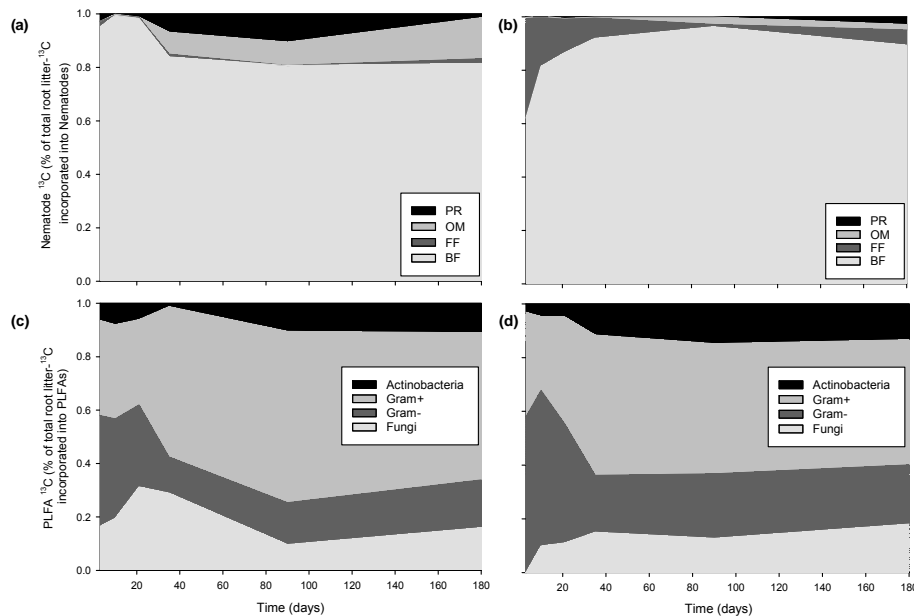 (a)
(b)
Nematode ¹³C (% of total root litter-¹³C
incorporated into Nematodes)
1.0
0.8
0.6
0.4
0.2
0.0
PR
OM
FF
BF
PR
OM
FF
BF
(c)
(d)
PLFA ¹³C (% of total root litter-¹³C
incorporated into PLFAs)
1.0
0.8
0.6
0.4
0.2
0.0
Actinobacteria
Gram+
Gram-
Fungi
Actinobacteria
Gram+
Gram-
Fungi
20 40 60 80 100 120 140 160 180
20 40 60 80 100 120 140 160 180
Time (days)
Time (days)